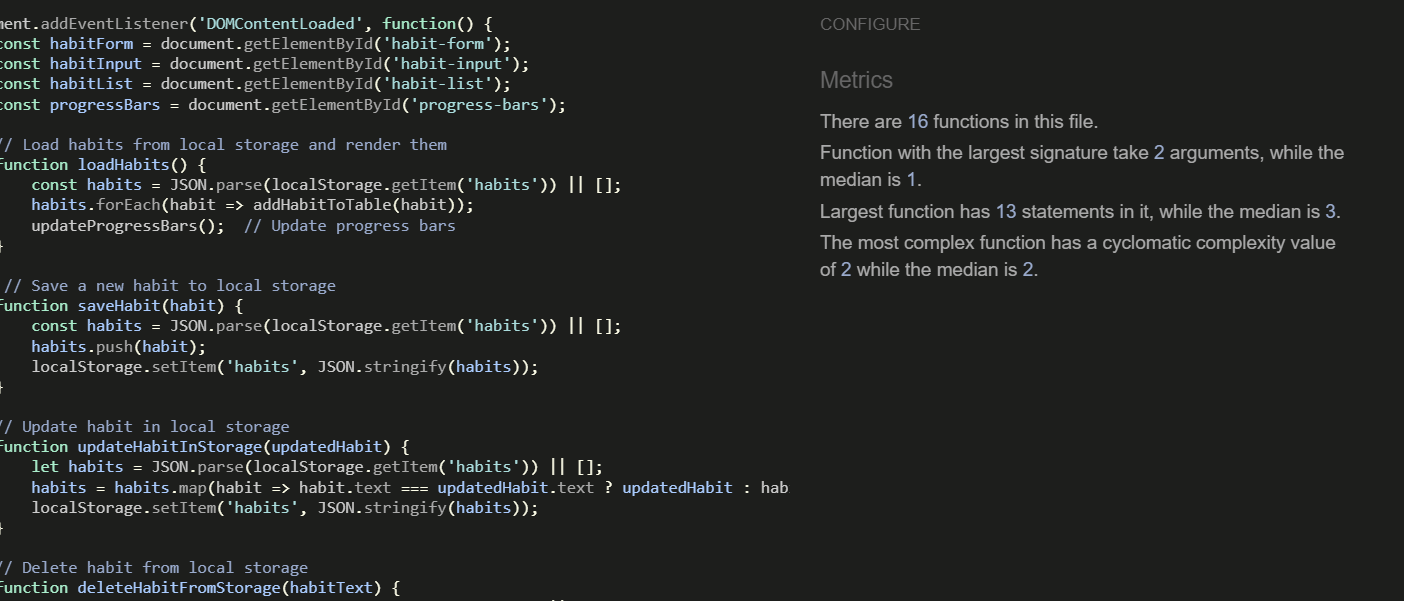 ment.addEventListener('DOMContentLoaded', function() {
const habitForm = document.getElementById('habit-form');
const habitInput = document.getElementById('habit-input');
const habitList = document.getElementById('habit-list');
const progressBars = document.getElementById('progress-bars');
// Load habits from local storage and render them
function loadHabits() {
const habits = JSON.parse(localStorage.getItem('habits')) || [];
habits.forEach(habit => addHabitToTable(habit));
updateProgressBars();  // Update progress bars
}
// Save a new habit to local storage
function saveHabit(habit) {
const habits = JSON.parse(localStorage.getItem('habits')) || [];
habits.push(habit);
localStorage.setItem('habits', JSON.stringify(habits));
}
// Update habit in local storage
function updateHabitInStorage(updatedHabit) {
let habits = JSON.parse(localStorage.getItem('habits')) || [];
habits = habits.map(habit => habit.text === updatedHabit.text ? updatedHabit : hab
localStorage.setItem('habits', JSON.stringify(habits));
}
// Delete habit from local storage
function deleteHabitFromStorage(habitText) {
CONFIGURE
Metrics
There are 16 functions in this file.
Function with the largest signature take 2 arguments, while the
median is 1.
Largest function has 13 statements in it, while the median is 3.
The most complex function has a cyclomatic complexity value
of 2 while the median is 2.